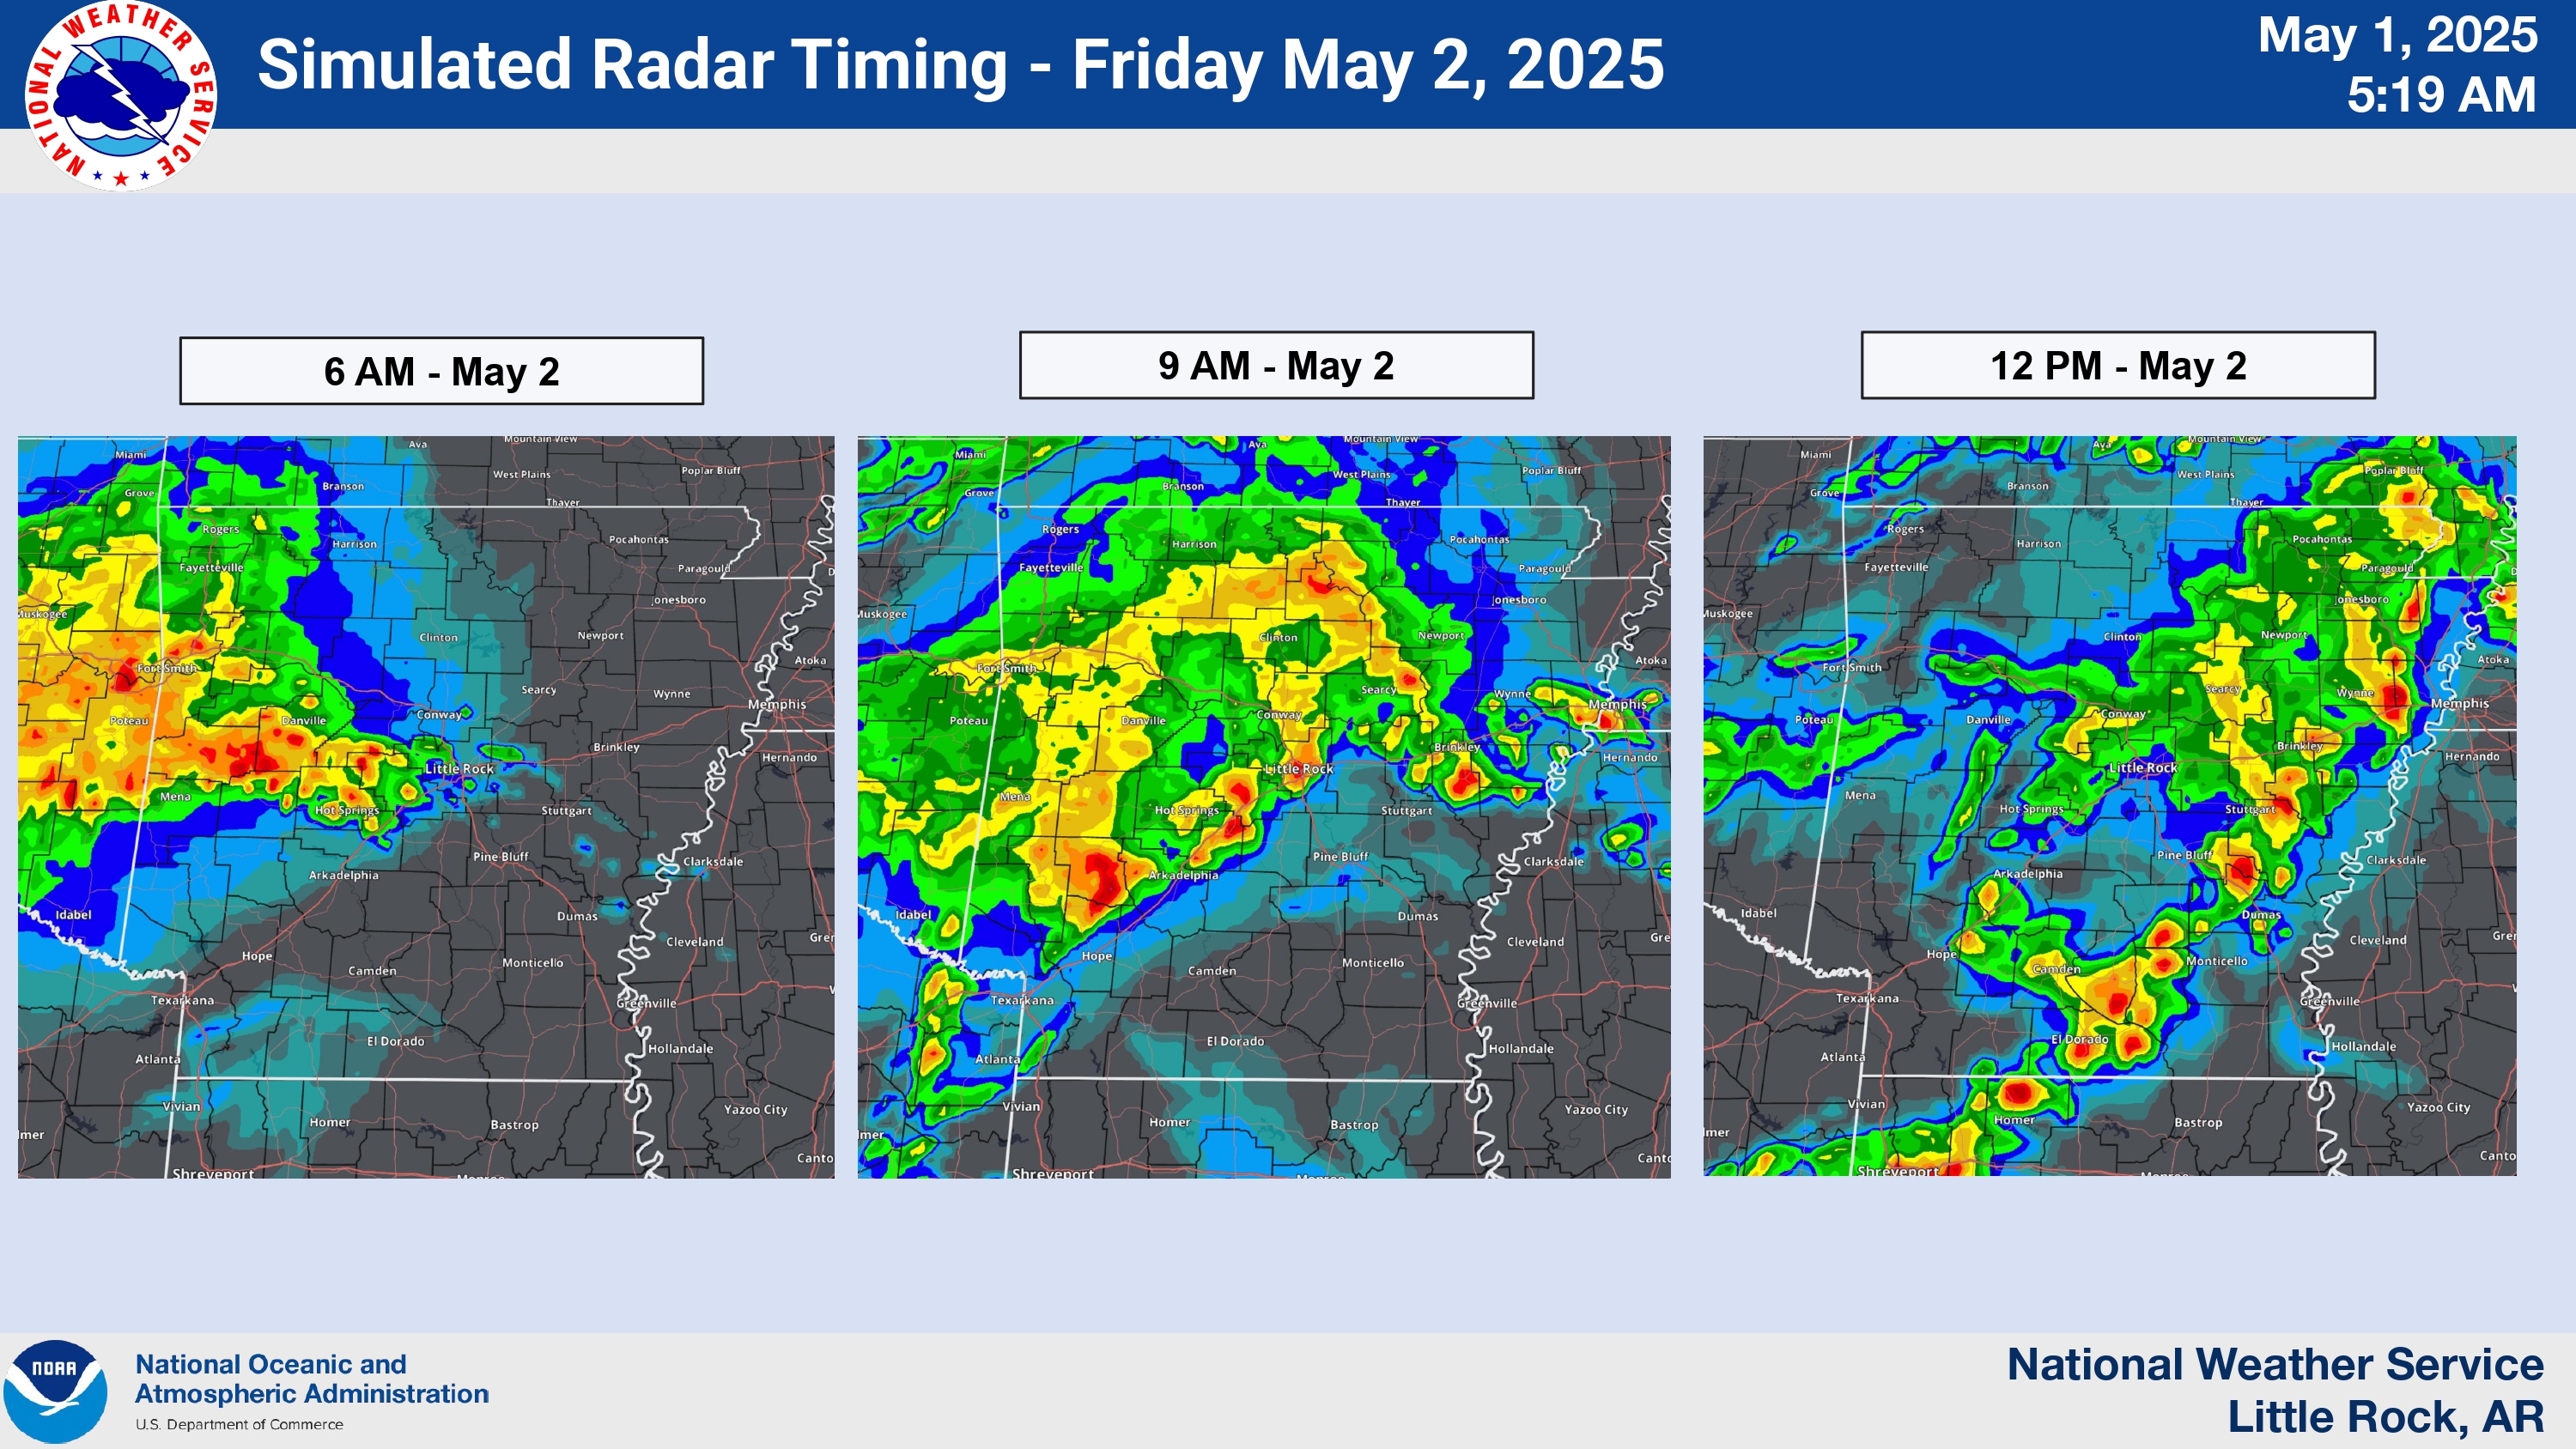 NATIONAL WEATHER SERVICE
Simulated Radar Timing - Friday May 2, 2025
May 1, 2025
5:19 AM
6 AM - May 2
Ava
Mountain View
Miami
West Plains
Poplar Bluff
Branson
Grove
Thayer
Rogers
Harrison
Pocahontas
Fayetteville
Paragould
Jonesboro
Muskogee
Clinton
Newport
Fort Smith
Atoka
Searcy
Wynne
Memphis
Poteau
Danville
Conway
Brinkley
Hernando
Little Rock
Mena
Hot Springs
Stuttgart
Pine Bluff
Clarksdale
Arkadelphia
Idabel
Dumas
Gren
Cleveland
Hope
Camden
Monticello
Texarkana
Greenville
El Dorado
Hollandale
Atlanta
Vivian
Homer
Bastrop
Yazoo City
lmer
Canto
Shreveport
Monroe
9 AM - May 2
Ava
Mountain View
Miami
West Plains
Poplar Bluff
Branson
Grove
Thayer
Rogers
Harrison
Pocahontas
Fayetteville
Paragould
Jonesboro
Muskogee
Clinton
Newport
Fort Smith
Atoka
Searcy
Wynne
Memphis
Poteau
Danville
Conway
Brinkley
Hernando
Little Rock
Mena
Hot Springs
Stuttgart
Pine Bluff
Clarksdale
Arkadelphia
Idabel
Dumas
Gre
Cleveland
Hope
Camden
Monticello
Texarkana
Greenville
El Dorado
Hollandale
Atlanta
Vivian
Homer
Bastrop
Yazoo City
lmer
Canto
Shreveport
Monroe
12 PM - May 2
Ava
Mountain View
Miami
West Plains
Poplar Bluff
Branson
Grove
Thayer
Rogers
Harrison
Pocahontas
Fayetteville
Paragould
Jonesboro
Muskogee
Clinton
Newport
Fort Smith
Atoka
Searcy
Wynne
Memphis
Poteau
Danville
Conway
Brinkley
Hernando
Little Rock
Mena
Hot Springs
Stuttgart
Pine Bluff
Clarksdale
Arkadelphia
Idabel
Dumas
Gren
Cleveland
Hope
Camden
Monticello
Texarkana
Greenville
El Dorado
Hollandale
Atlanta
Vivian
Homer
Bastrop
Yazoo City
lmer
Canto
Shreveport
Monroe
NOAA
National Oceanic and
Atmospheric Administration
U.S. Department of Commerce
National Weather Service
Little Rock, AR